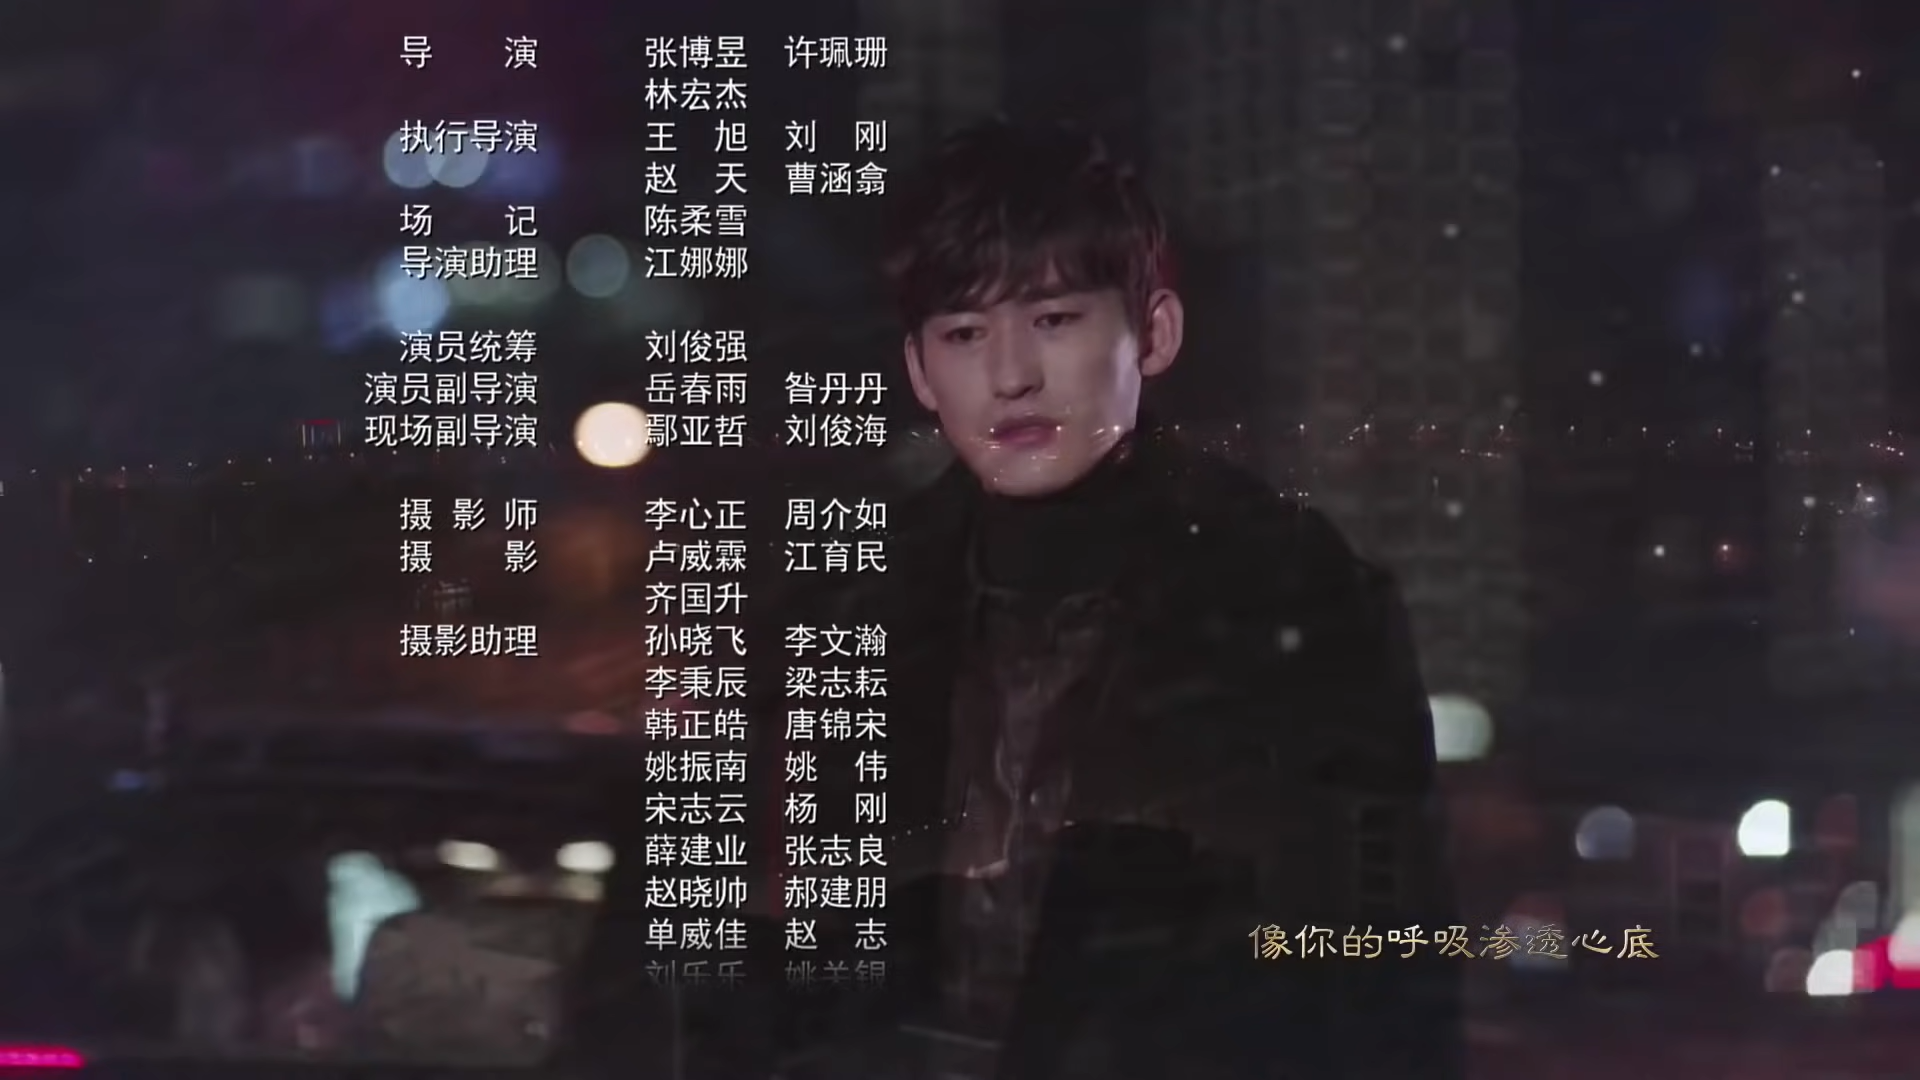 导 演 张博昱 许珮珊
林宏杰
执行导演 王 旭 刘 刚
赵 天 曹涵翕
场 记 陈柔雪
导演助理 江娜娜
演员统筹 刘俊强
演员副导演 岳春雨 昝丹丹
现场副导演 鄢亚哲 刘俊海
摄 影 师 李心正 周介如
摄 影 卢威霖 江育民
齐国升
摄影助理 孙晓飞 李文瀚
李秉辰 梁志耘
韩正皓 唐锦宋
姚振南 姚 伟
宋志云 杨 刚
薛建业 张志良
赵晓帅 郝建朋
单威佳 赵 志
刘乐乐
像你的呼吸渗透心底